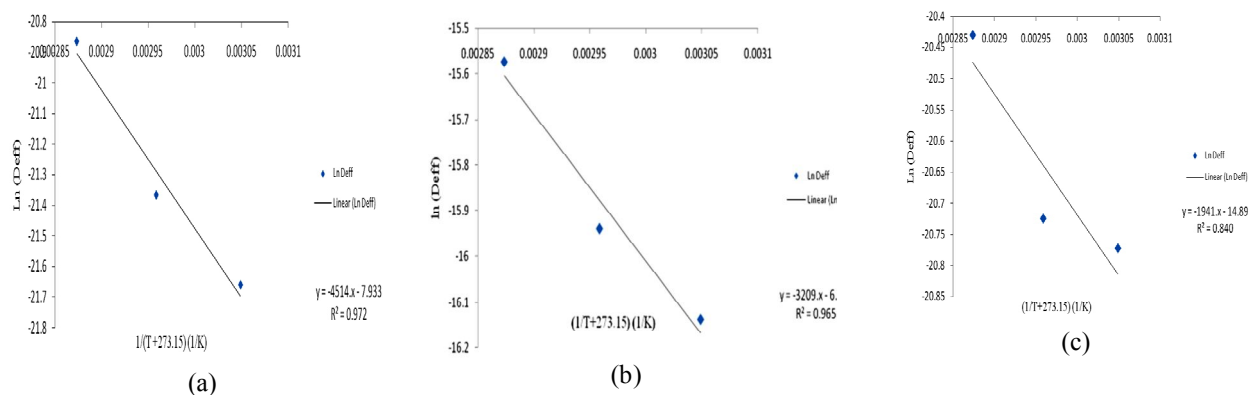 (a)
-20.8
-20.9
-21
-21.1
-21.2
-21.3
-21.4
-21.5
-21.6
-21.7
-21.8
0.00285 0.0029 0.00295 0.003 0.00305 0.0031
Ln (Deff)
Ln Deff
Linear (Ln Deff)
y = -4514.x - 7.933
R² = 0.972
1/(T+273.15) (1/K)
(a)
(b)
-15.5
-15.6
-15.7
-15.8
-15.9
-16
-16.1
-16.2
0.00285 0.0029 0.00295 0.003 0.00305 0.0031
ln (Deff)
Ln Deff
Linear (Ln
y = -3209.x - 6.
R² = 0.965
(1/T+273.15) (1/K)
(b)
(c)
-20.4
-20.45
-20.5
-20.55
-20.6
-20.65
-20.7
-20.75
-20.8
-20.85
0.00285 0.0029 0.00295 0.003 0.00305 0.0031
Ln (Deff)
Ln Deff
Linear (Ln Deff)
y = -1941.x - 14.89
R² = 0.840
(1/T+273.15) (1/K)
(c)